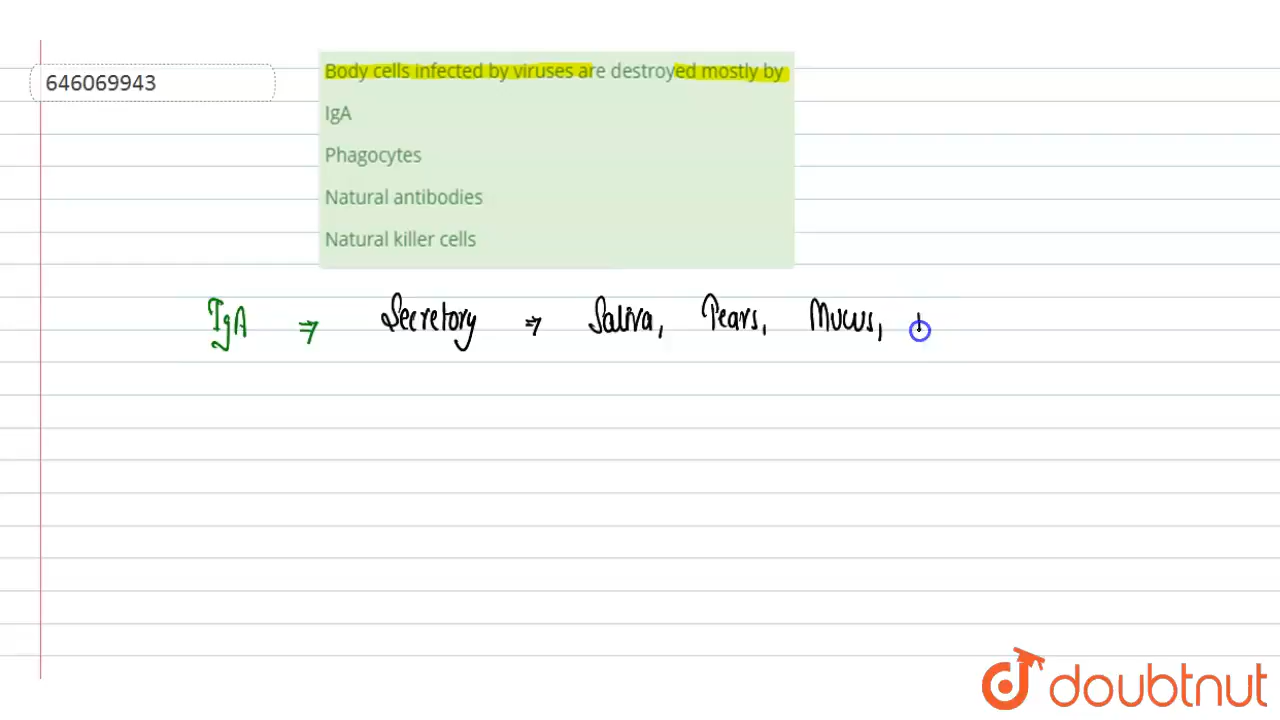 646069943
Body cells infected by viruses are destroyed mostly by
IgA
Phagocytes
Natural antibodies
Natural killer cells
IgA ⇒ Secretory ⇒ Saliva, Tears, Mucus,
doubtnut